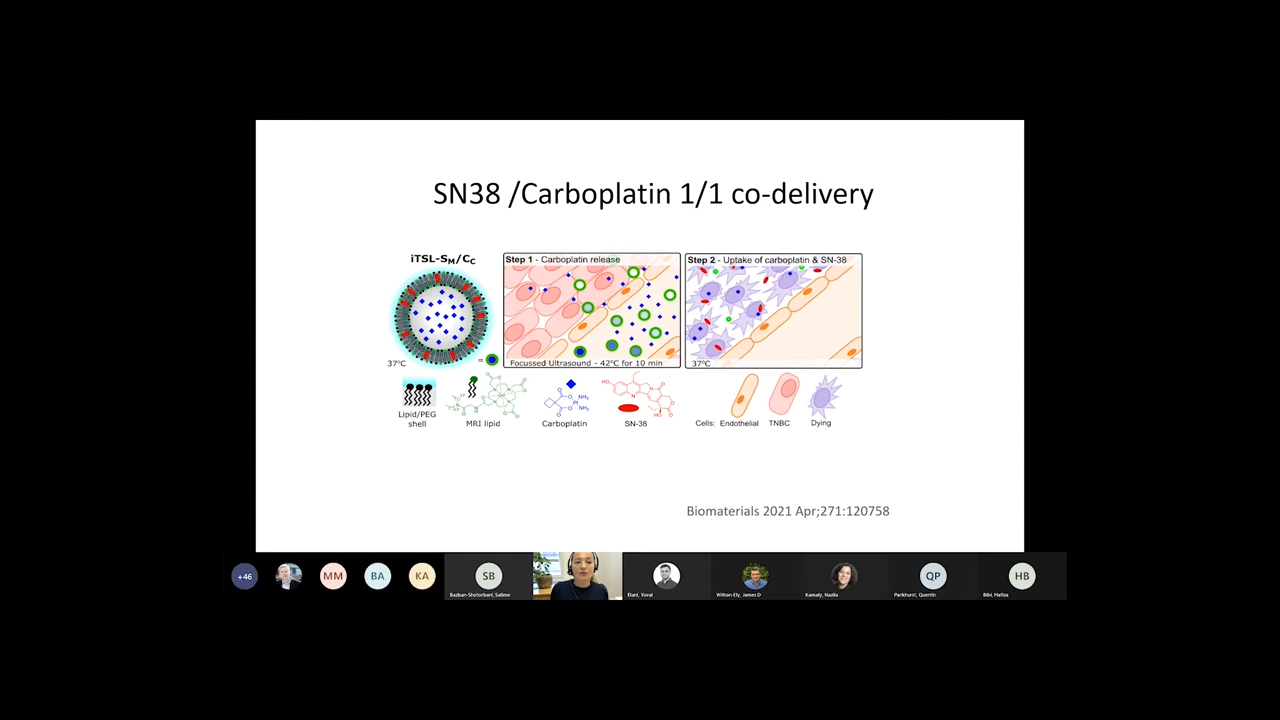 SN38 /Carboplatin 1/1 co-delivery
iTSL-SM/CC
37°C
=
Step 1 - Carboplatin release
Focussed Ultrasound - 42°C for 10 min
Step 2 - Uptake of carboplatin & SN-38
37°C
Lipid/PEG
shell
MRI lipid
Carboplatin
SN-38
Cells: Endothelial TNBC Dying
Biomaterials 2021 Apr;271:120758
+46
MM
BA
KA
SB
Bazban-Shotorbani, Salime
Elani, Yuval
Wilton-Ely, James D
Kamaly, Nazila
QP
Parkhurst, Quentin
HB
Bibi, Hafiza